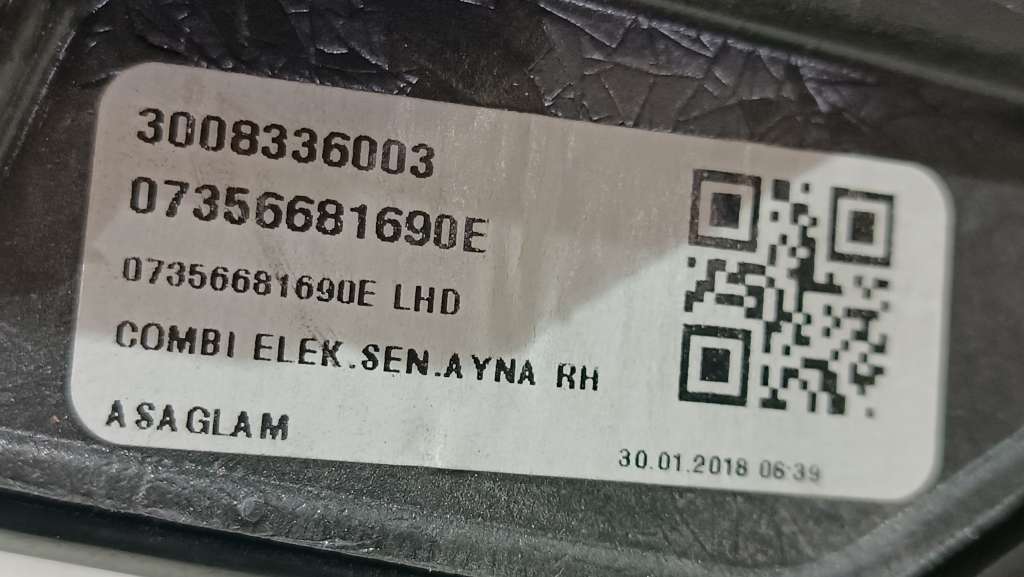 3008336003
07356681690E
07356681690E LHD
COMBI ELEK.SEN.AYNA RH
ASAGLAM
30.01.2018 06:39